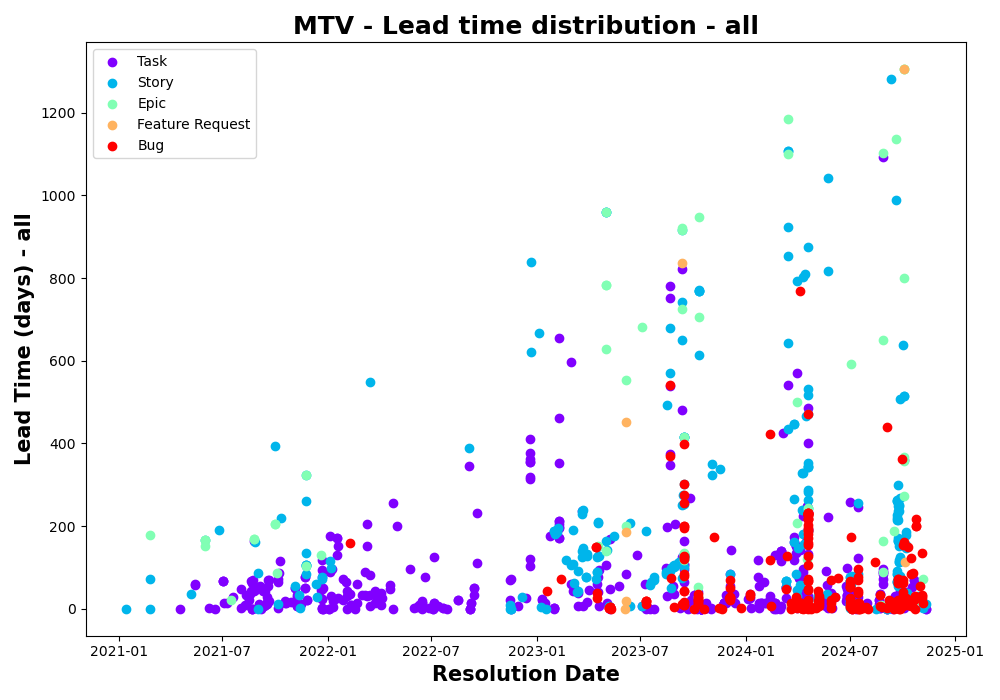 MTV - Lead time distribution - all
Task
Story
Epic
Feature Request
Bug
Lead Time (days) - all
1200
1000
800
600
400
200
0
2021-01 2021-07 2022-01 2022-07 2023-01 2023-07 2024-01 2024-07 2025-01
Resolution Date